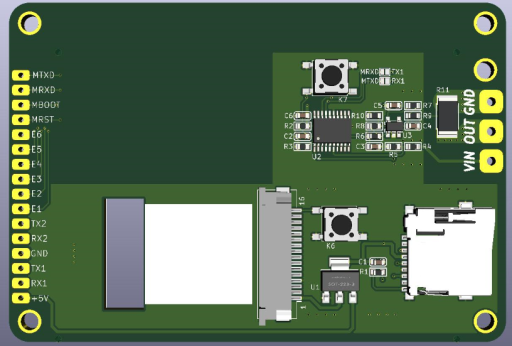 MTXD
MRXD
MBOOT
MRST
E6
E5
E4
E3
E2
E1
TX2
RX2
GND
TX1
RX1
+5V
MRXD TX1
MTXD RX1
K7
C6
R2
C2
R3
U2
R10
R8
R6
C3
C5
U3
R7
R9
C4
R4
R11
VIN OUT GND
16
1
K6
U1
C1
R1